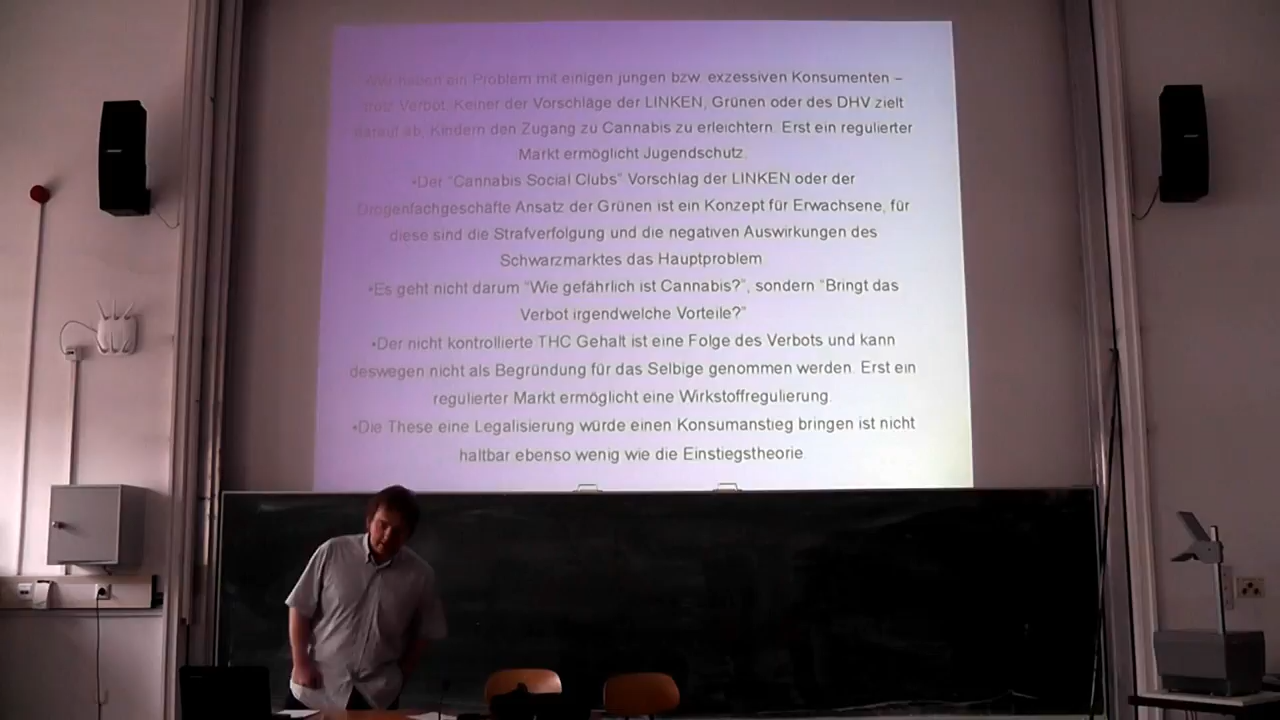 haben ein Problem mit einigen jungen bzw. exzessiven Konsumenten –
trotz Verbot. Keiner der Vorschläge der LINKEN, Grünen oder des DHV zielt
darauf ab, Kindern den Zugang zu Cannabis zu erleichtern. Erst ein regulierter
Markt ermöglicht Jugendschutz.
•Der "Cannabis Social Clubs" Vorschlag der LINKEN oder der
Drogenfachgeschäfte Ansatz der Grünen ist ein Konzept für Erwachsene, für
diese sind die Strafverfolgung und die negativen Auswirkungen des
Schwarzmarktes das Hauptproblem.
•Es geht nicht darum "Wie gefährlich ist Cannabis?", sondern "Bringt das
Verbot irgendwelche Vorteile?"
•Der nicht kontrollierte THC Gehalt ist eine Folge des Verbots und kann
deswegen nicht als Begründung für das Selbige genommen werden. Erst ein
regulierter Markt ermöglicht eine Wirkstoffregulierung.
•Die These eine Legalisierung würde einen Konsumanstieg bringen ist nicht
haltbar ebenso wenig wie die Einstiegstheorie